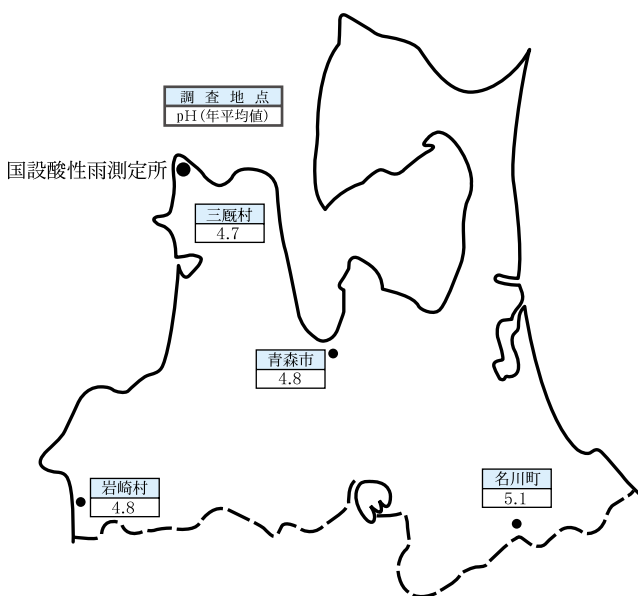 調査地点
pH(年平均値)
国設酸性雨測定所
三厩村
4.7
青森市
4.8
岩崎村
4.8
名川町
5.1